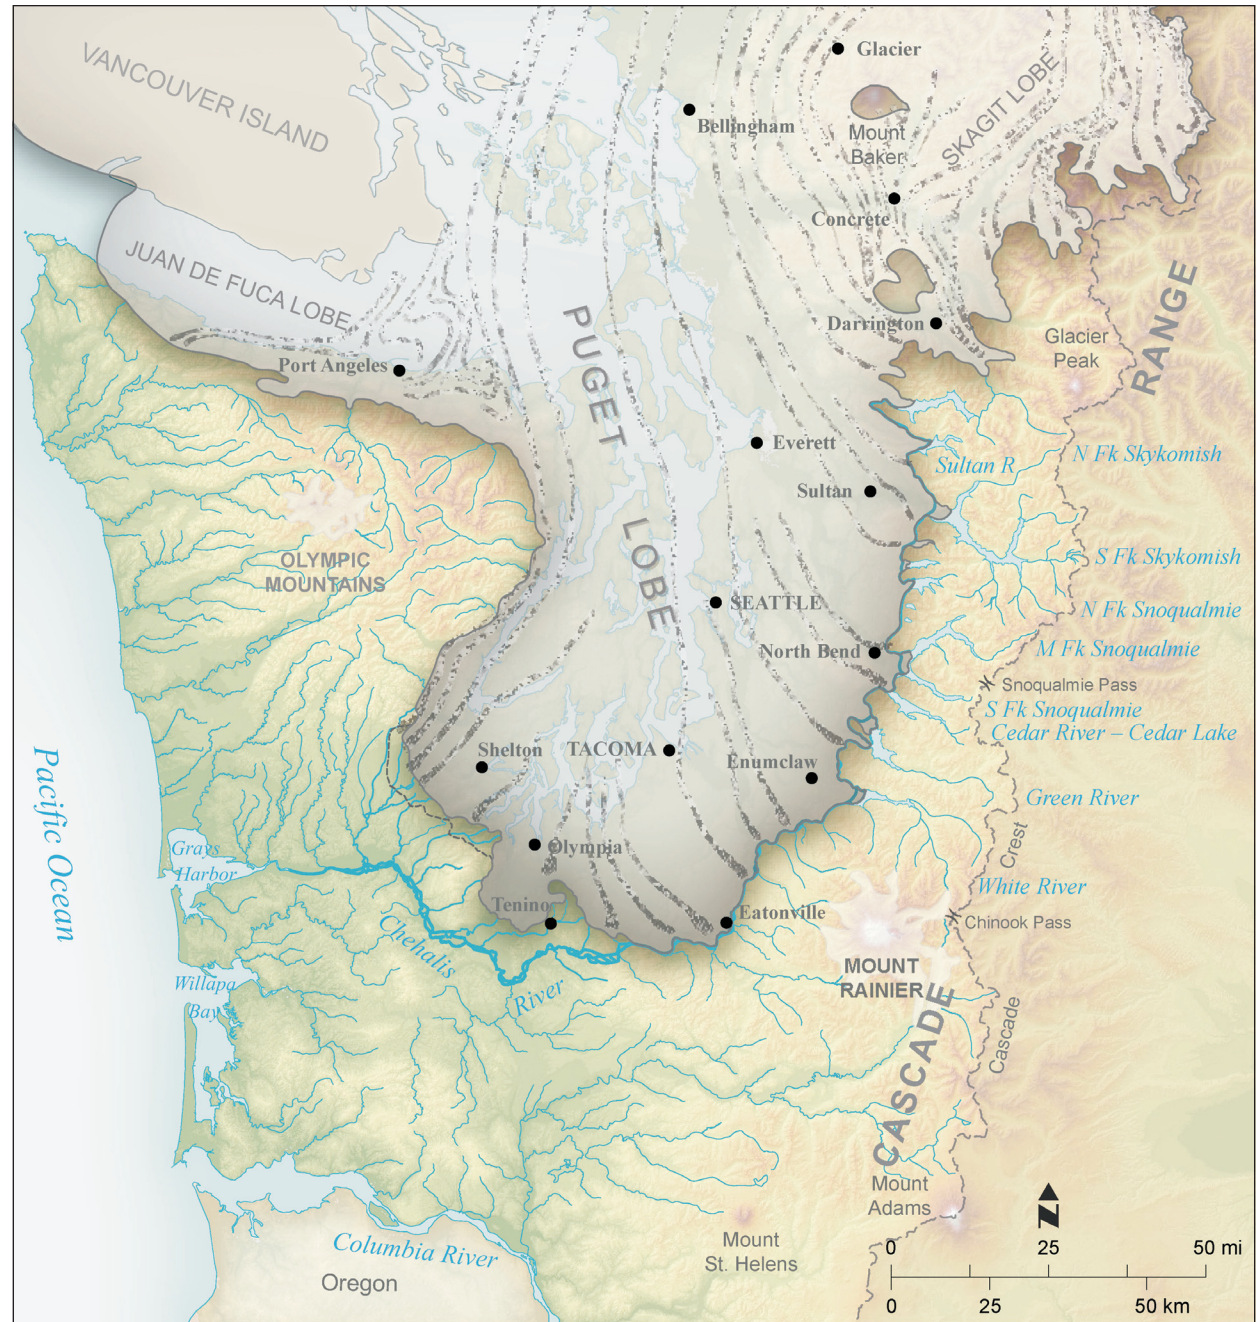 VANCOUVER ISLAND
Glacier
Bellingham
Mount
Baker
SKAGIT LOBE
Concrete
JUAN DE FUCA LOBE
Port Angeles
PUGET LOBE
Darrington
Glacier
Peak
CASCADE RANGE
Everett
Sultan
Sultan R
N Fk Skykomish
OLYMPIC
MOUNTAINS
S Fk Skykomish
SEATTLE
N Fk Snoqualmie
North Bend
M Fk Snoqualmie
Snoqualmie Pass
S Fk Snoqualmie
Cedar River – Cedar Lake
Shelton
TACOMA
Enumclaw
Green River
Pacific Ocean
Grays
Harbor
Olympia
Cascade Crest
White River
Tenino
Eatonville
Chinook Pass
Chehalis River
MOUNT
RAINIER
Willapa
Bay
Mount
Adams
N
Columbia River
Oregon
Mount
St. Helens
0 25 50 mi
0 25 50 km